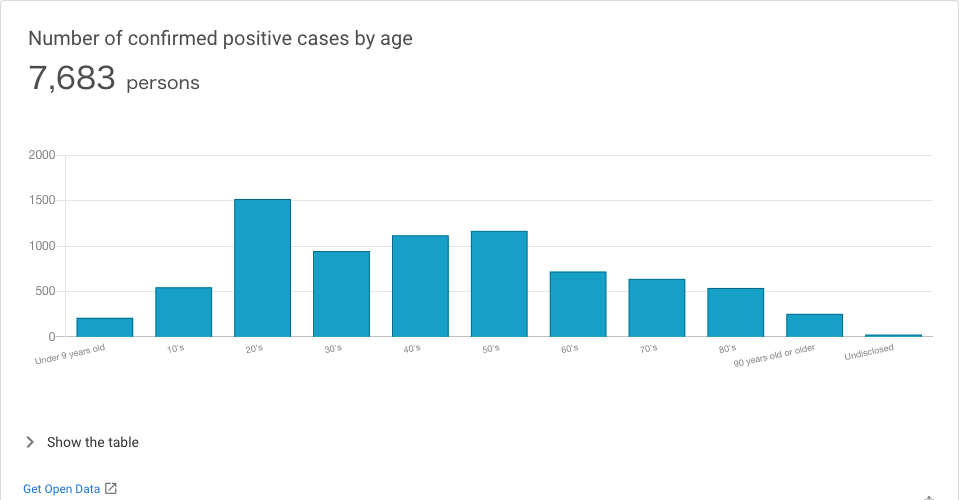 Number of confirmed positive cases by age
7,683 persons
2000
1500
1000
500
0
Under 9 years old
10's
20's
30's
40's
50's
60's
70's
80's
90 years old or older
Undisclosed
Show the table
Get Open Data